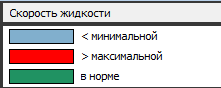 Скорость жидкости
< минимальной
> максимальной
в норме